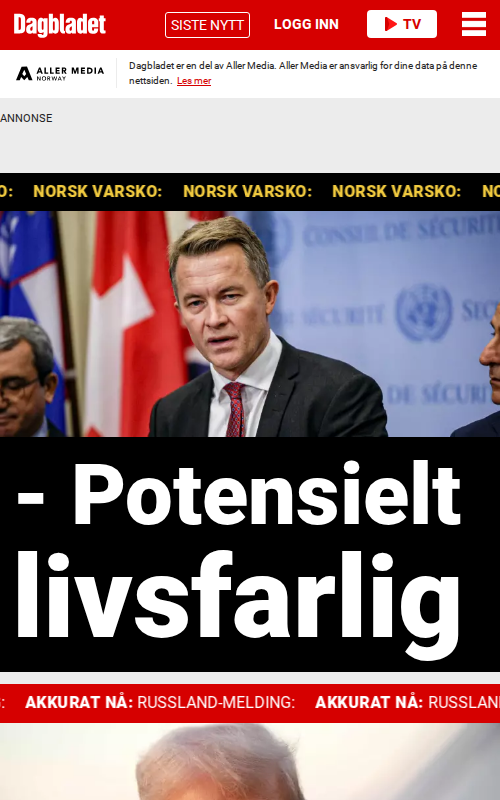 Dagbladet
SISTE NYTT
LOGG INN
TV
ALLER MEDIA
NORWAY
Dagbladet er en del av Aller Media. Aller Media er ansvarlig for dine data på denne
nettsiden. Les mer
ANNONSE
O: NORSK VARSKO: NORSK VARSKO: NORSK VARSKO: NO
CONSEIL DE SÉCURITÉ
SÉCURITÉ
DE SÉCURI
- Potensielt
livsfarlig
: AKKURAT NÅ: RUSSLAND-MELDING: AKKURAT NÅ: RUSSLAN